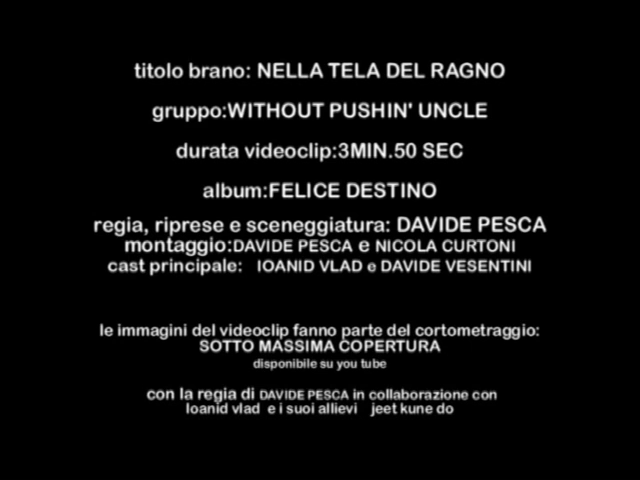 titolo brano: NELLA TELA DEL RAGNO
gruppo:WITHOUT PUSHIN' UNCLE
durata videoclip:3MIN.50 SEC
album:FELICE DESTINO
regia, riprese e sceneggiatura: DAVIDE PESCA
montaggio:DAVIDE PESCA e NICOLA CURTONI
cast principale: IOANID VLAD e DAVIDE VESENTINI
le immagini del videoclip fanno parte del cortometraggio:
SOTTO MASSIMA COPERTURA
disponibile su you tube
con la regia di DAVIDE PESCA in collaborazione con
Ioanid vlad e i suoi allievi jeet kune do